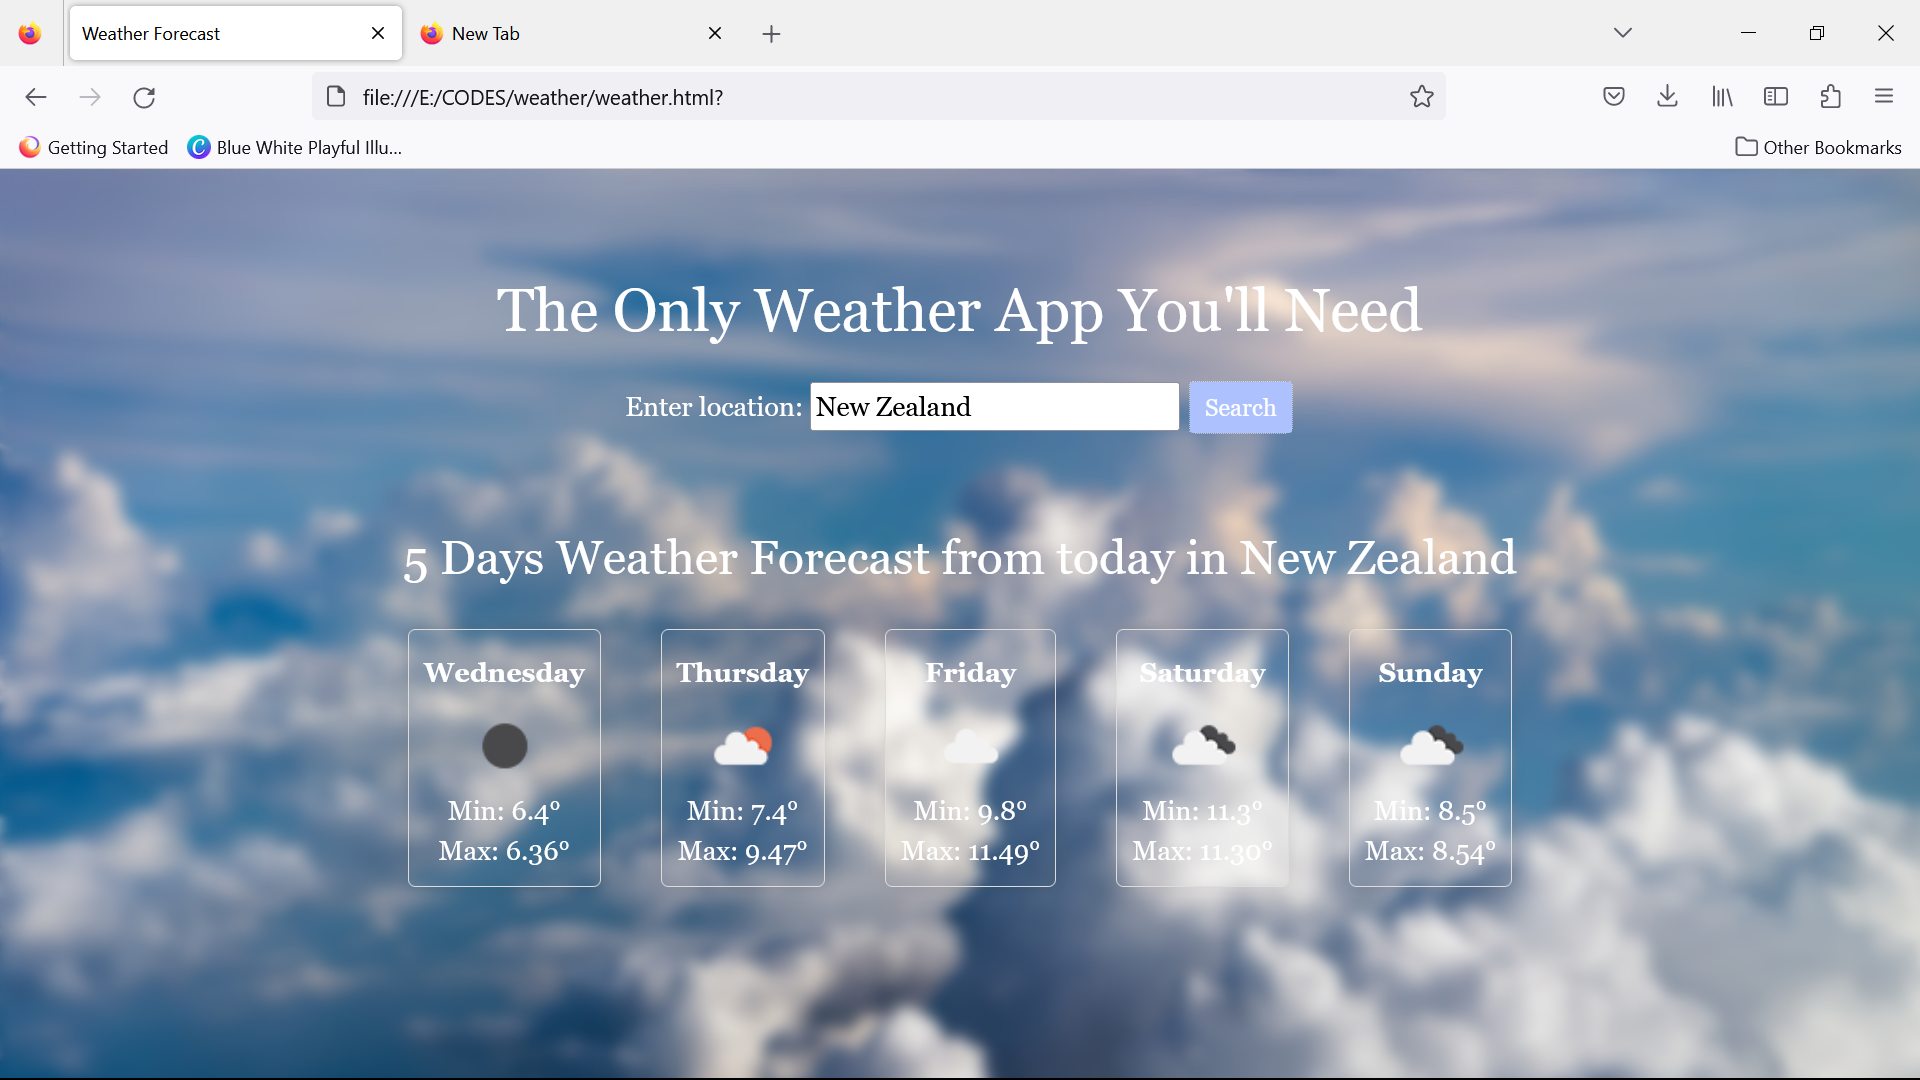 Weather Forecast
New Tab
file:///E:/CODES/weather/weather.html?
Getting Started
Blue White Playful Illu...
Other Bookmarks
The Only Weather App You'll Need
Enter location: New Zealand Search
5 Days Weather Forecast from today in New Zealand
Wednesday
Min: 6.4°
Max: 6.36°
Thursday
Min: 7.4°
Max: 9.47°
Friday
Min: 9.8°
Max: 11.49°
Saturday
Min: 11.3°
Max: 11.30°
Sunday
Min: 8.5°
Max: 8.54°